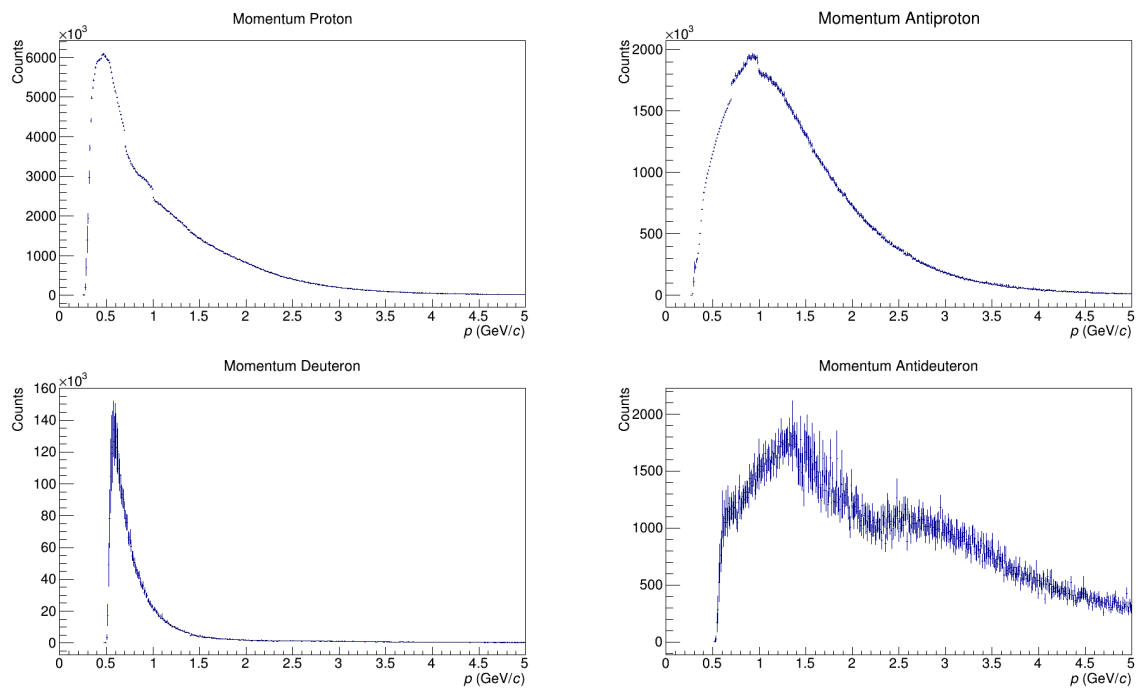 Momentum Proton
×10³
Counts
6000
5000
4000
3000
2000
1000
0
0 0.5 1 1.5 2 2.5 3 3.5 4 4.5 5
p (GeV/c)
Momentum Antiproton
×10³
Counts
2000
1500
1000
500
0
0 0.5 1 1.5 2 2.5 3 3.5 4 4.5 5
p (GeV/c)
Momentum Deuteron
×10³
Counts
160
140
120
100
80
60
40
20
0
0 0.5 1 1.5 2 2.5 3 3.5 4 4.5 5
p (GeV/c)
Momentum Antideuteron
Counts
2000
1500
1000
500
0
0 0.5 1 1.5 2 2.5 3 3.5 4 4.5 5
p (GeV/c)